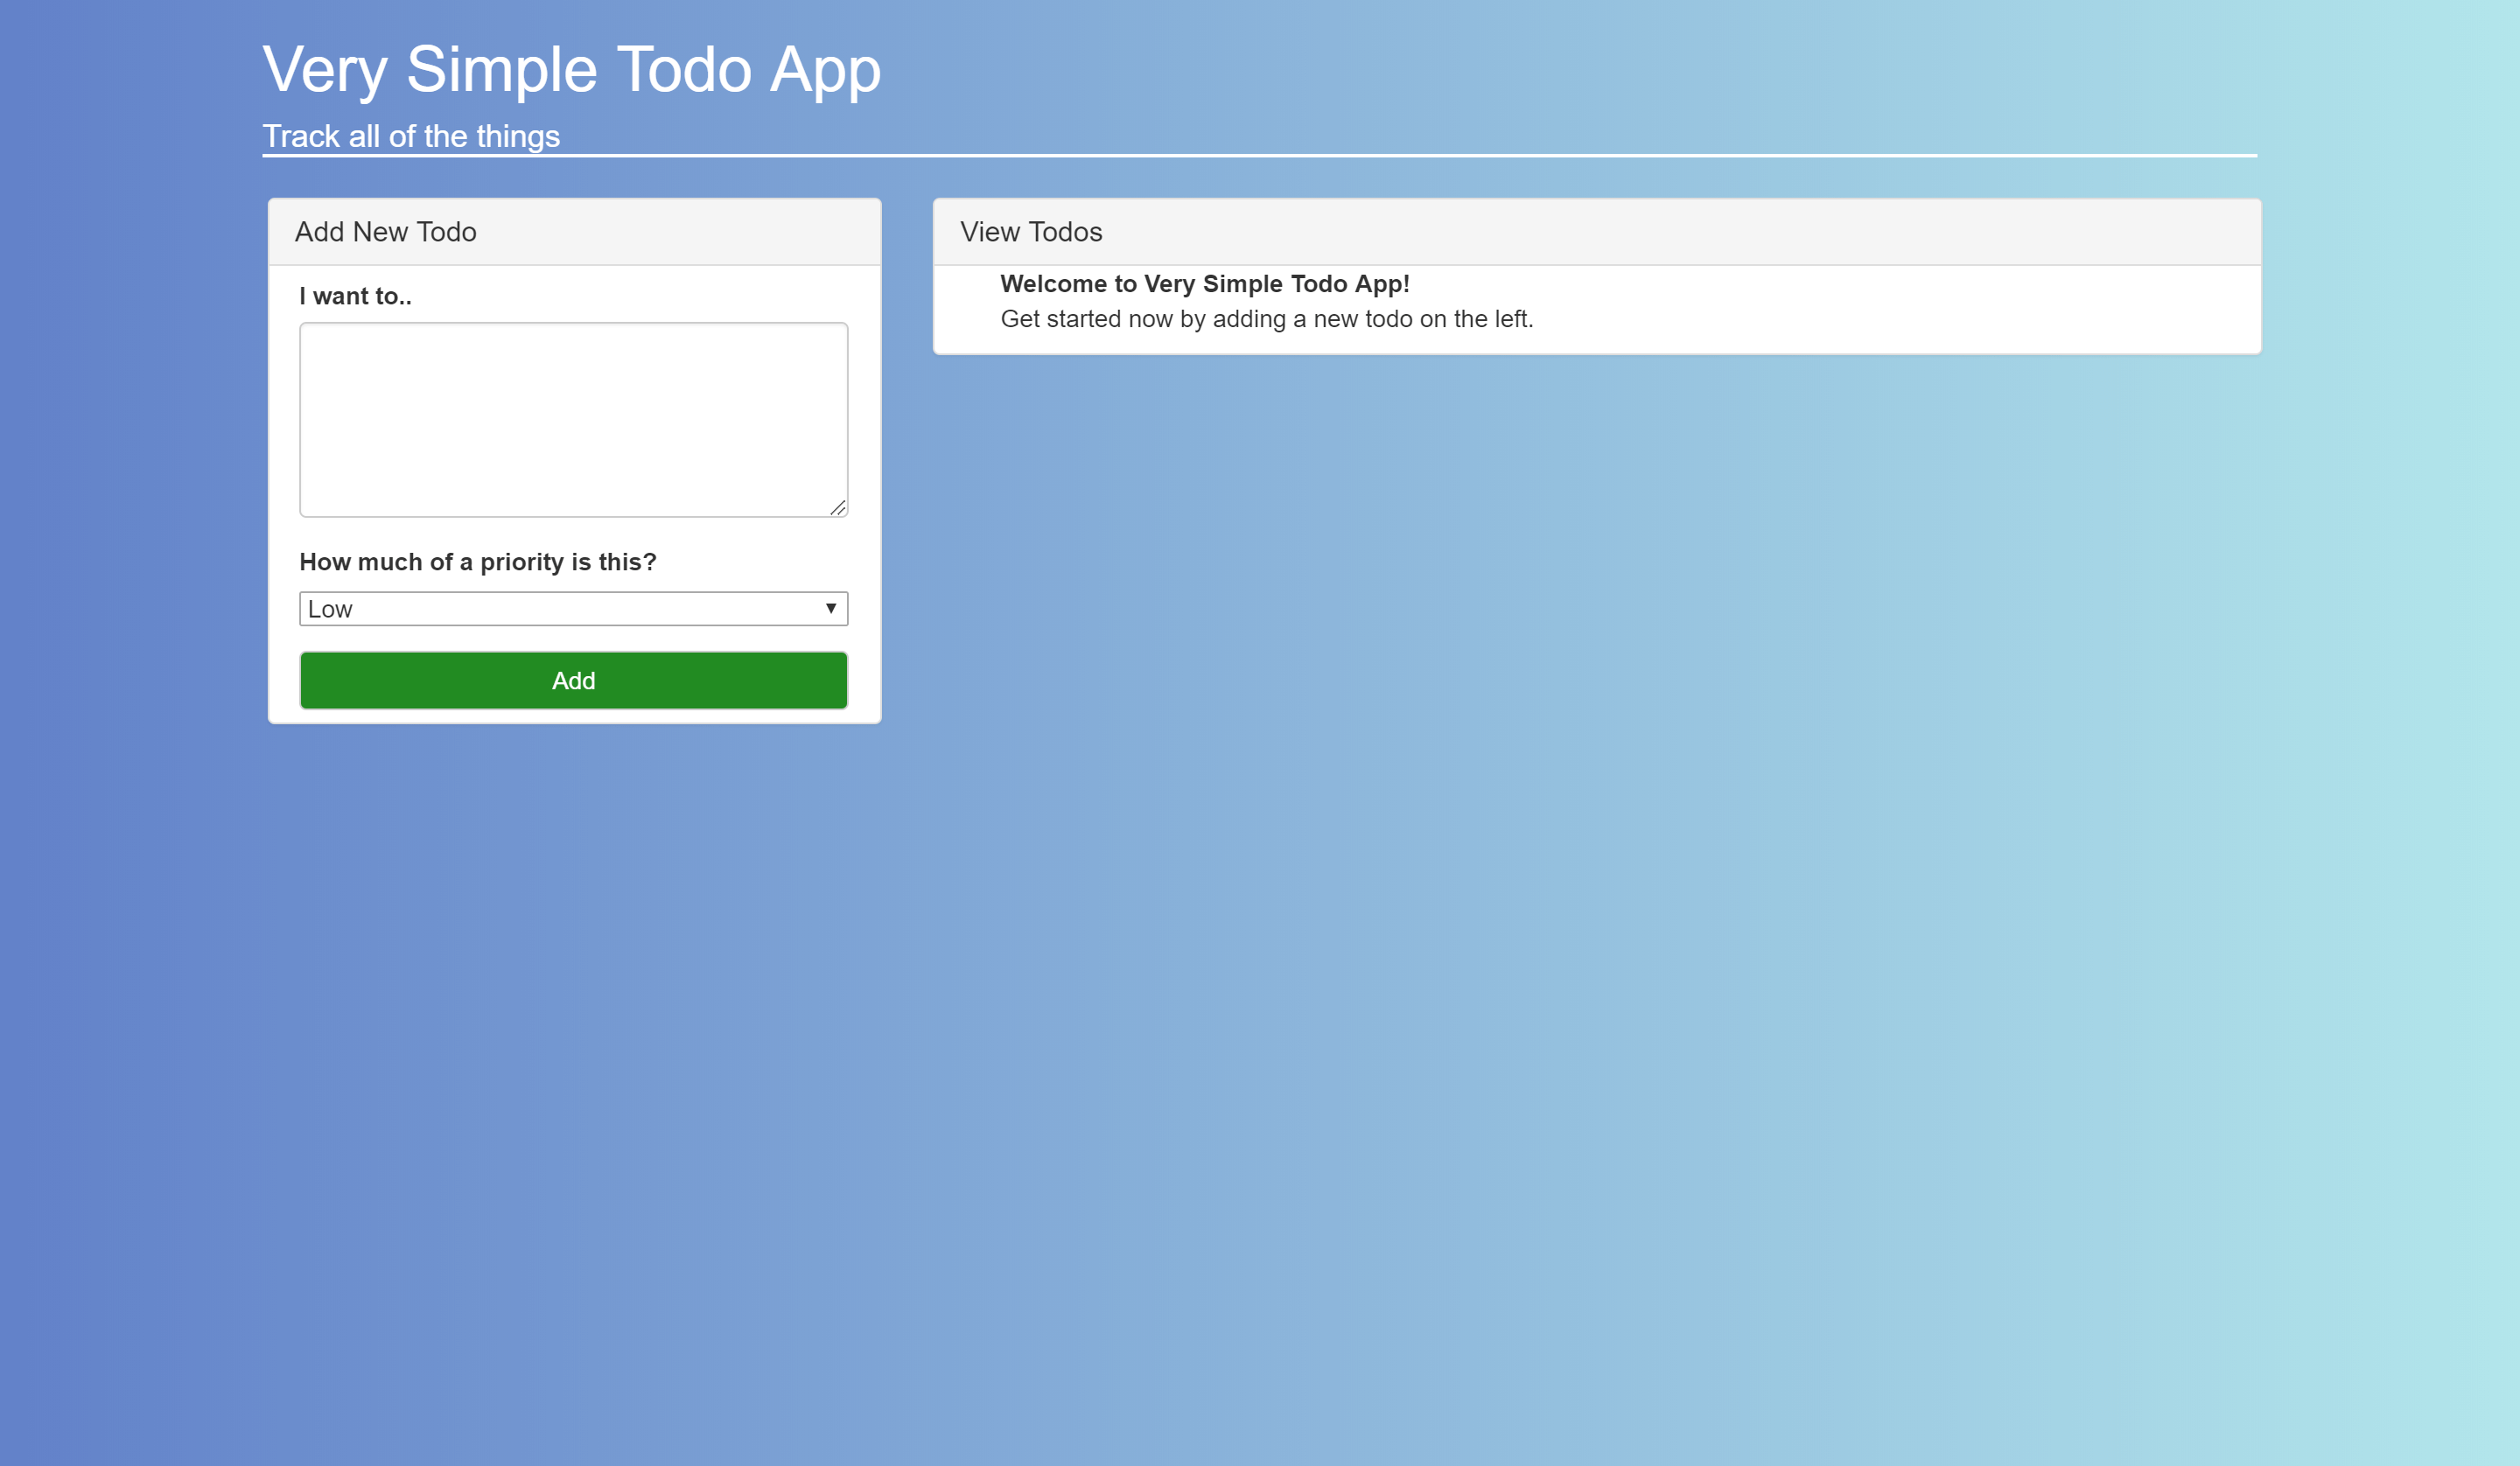 Very Simple Todo App
Track all of the things
Add New Todo
I want to..
How much of a priority is this?
Low
Add
View Todos
Welcome to Very Simple Todo App!
Get started now by adding a new todo on the left.